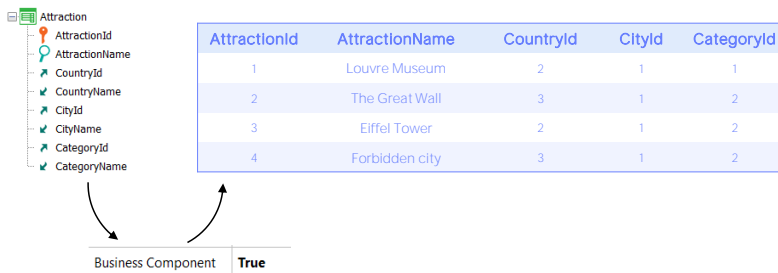 Attraction
AttractionId
AttractionName
CountryId
CountryName
CityId
CityName
CategoryId
CategoryName
AttractionId AttractionName CountryId CityId CategoryId
1 Louvre Museum 2 1 1
2 The Great Wall 3 1 2
3 Eiffel Tower 2 1 2
4 Forbidden city 3 1 2
Business Component True